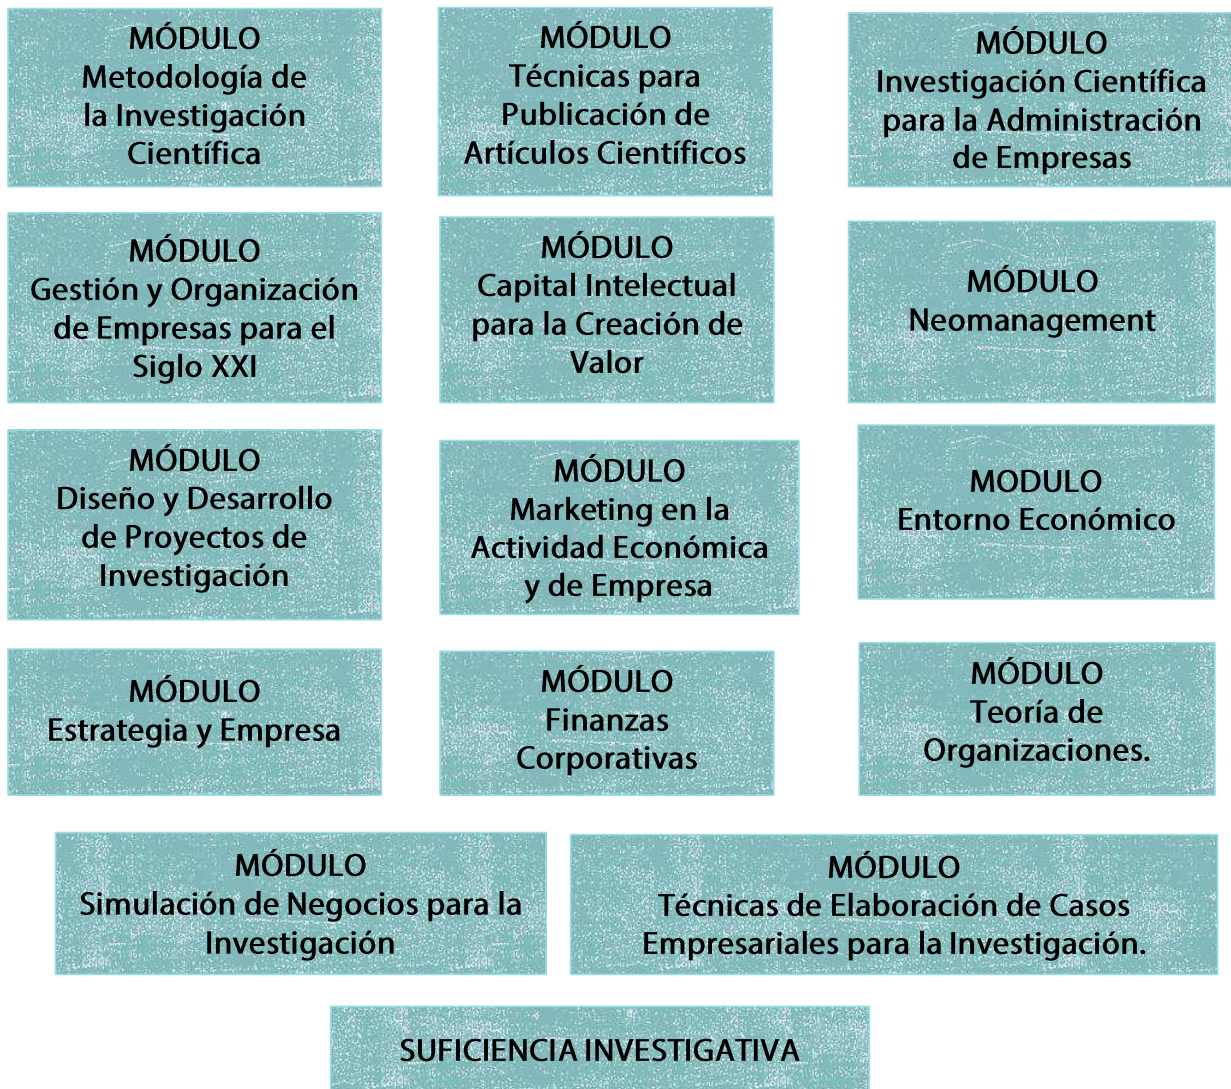 MÓDULO
Metodología de
la Investigación
Científica
MÓDULO
Técnicas para
Publicación de
Artículos Científicos
MÓDULO
Investigación Científica
para la Administración
de Empresas
MÓDULO
Gestión y Organización
de Empresas para el
Siglo XXI
MÓDULO
Capital Intelectual
para la Creación de
Valor
MÓDULO
Neomanagement
MÓDULO
Diseño y Desarrollo
de Proyectos de
Investigación
MÓDULO
Marketing en la
Actividad Económica
y de Empresa
MODULO
Entorno Económico
MÓDULO
Estrategia y Empresa
MÓDULO
Finanzas
Corporativas
MÓDULO
Teoría de
Organizaciones.
MÓDULO
Simulación de Negocios para la
Investigación
MÓDULO
Técnicas de Elaboración de Casos
Empresariales para la Investigación.
SUFICIENCIA INVESTIGATIVA